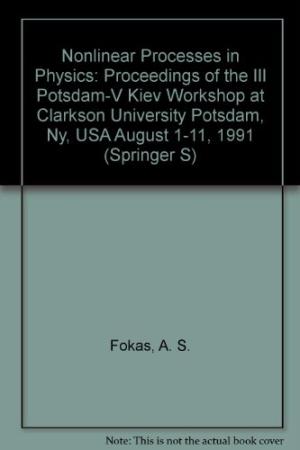 Nonlinear Processes in
Physics: Proceedings of the III
Potsdam-V Kiev Workshop at
Clarkson University Potsdam,
Ny, USA August 1-11, 1991
(Springer S)
Fokas, A. S.
Note: This is not the actual book cover